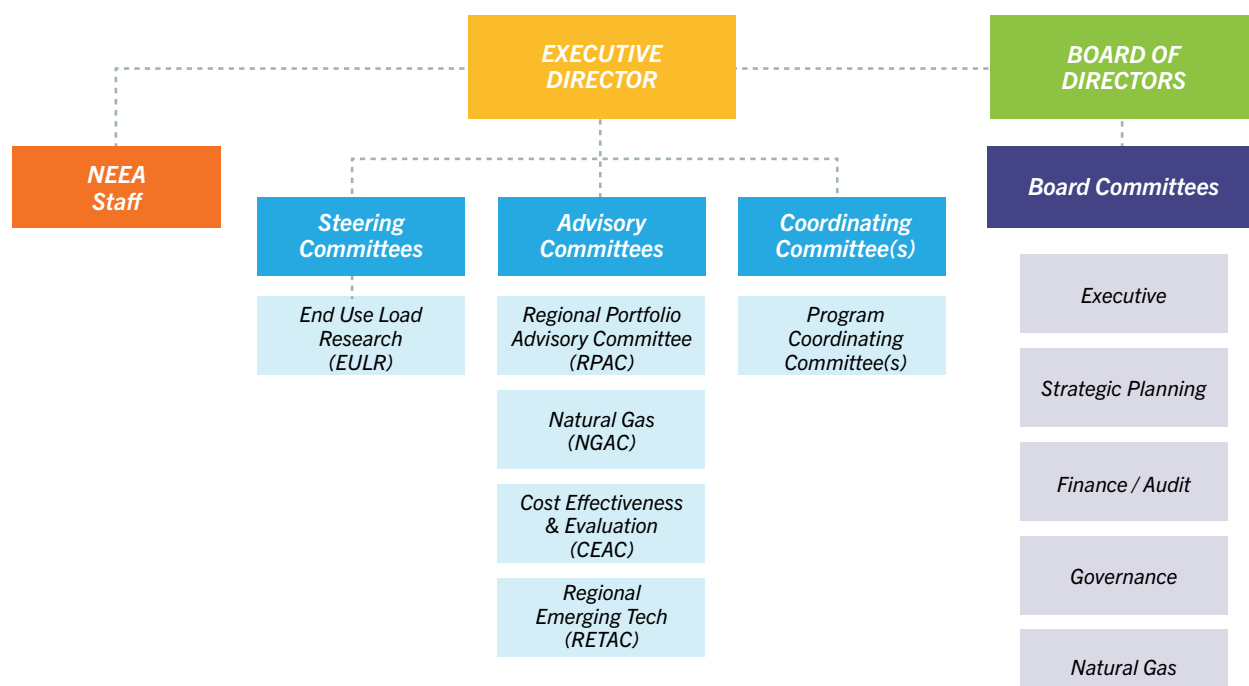 EXECUTIVE
DIRECTOR
BOARD OF
DIRECTORS
NEEA
Staff
Board Committees
Steering
Committees
Advisory
Committees
Coordinating
Committee(s)
End Use Load
Research
(EULR)
Regional Portfolio
Advisory Committee
(RPAC)
Program
Coordinating
Committee(s)
Natural Gas
(NGAC)
Cost Effectiveness
& Evaluation
(CEAC)
Regional
Emerging Tech
(RETAC)
Executive
Strategic Planning
Finance / Audit
Governance
Natural Gas